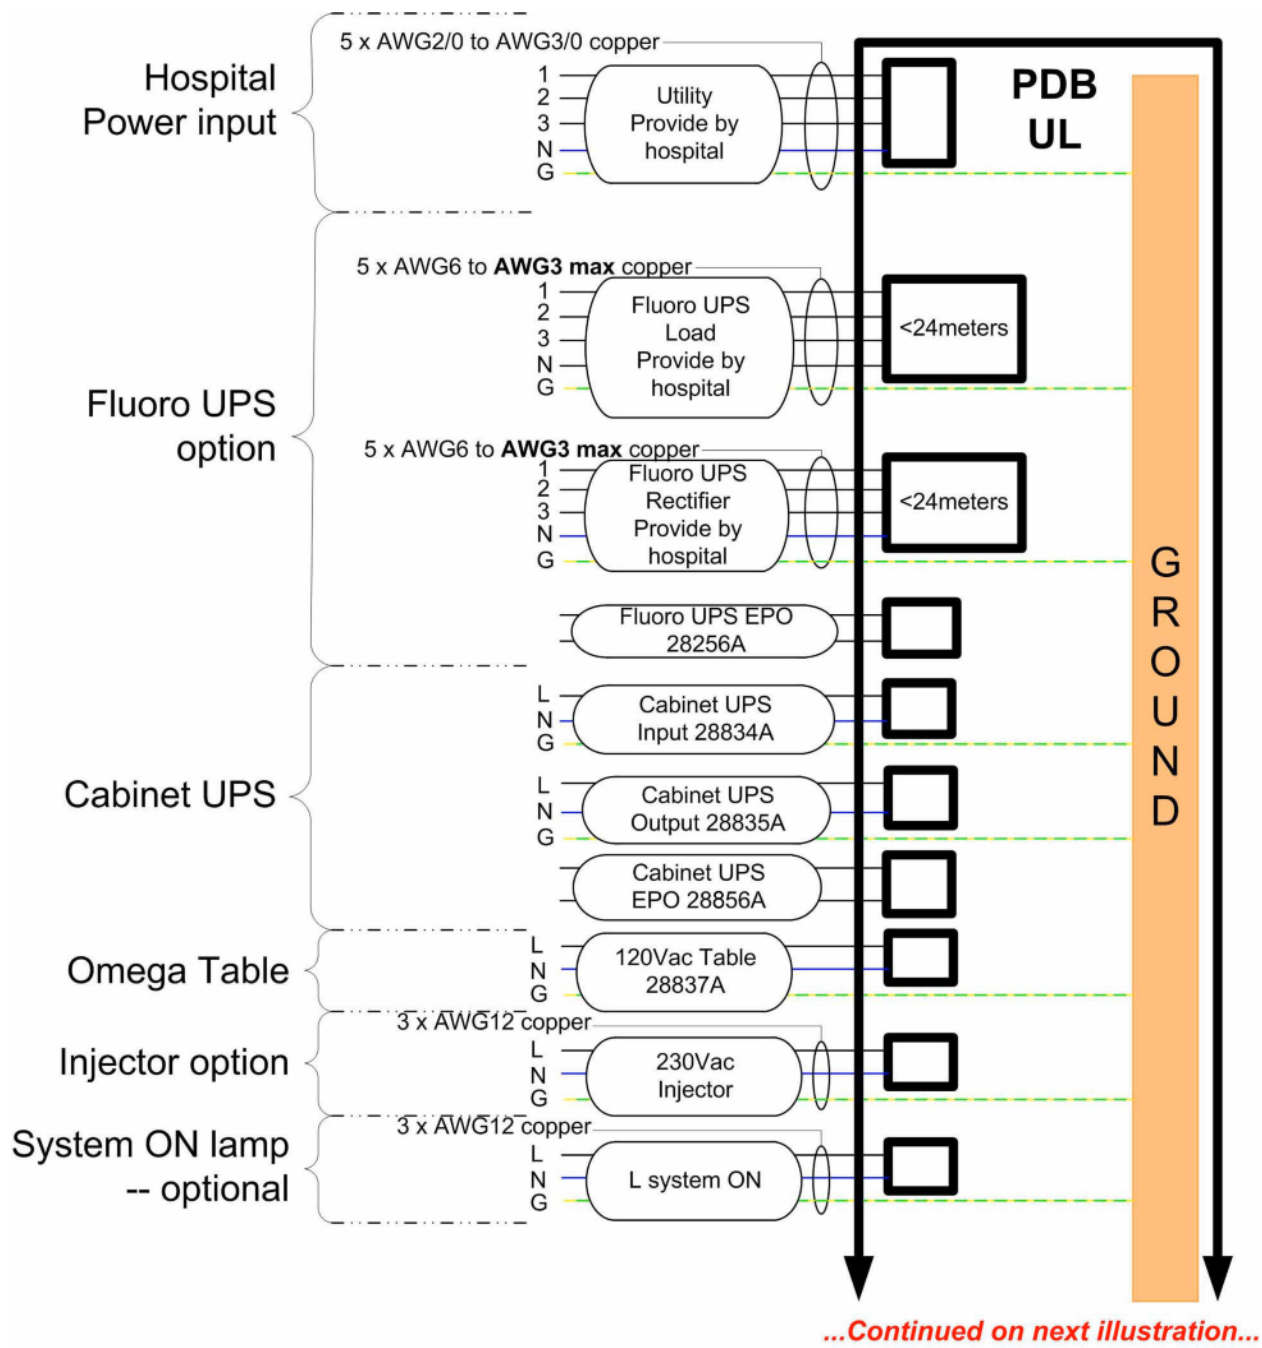 5 x AWG2/0 to AWG3/0 copper
Hospital
Power input
1
2
3
N
G
Utility
Provide by
hospital
PDB
UL
5 x AWG6 to AWG3 max copper
Fluoro UPS
option
1
2
3
N
G
Fluoro UPS
Load
Provide by
hospital
<24meters
5 x AWG6 to AWG3 max copper
1
2
3
N
G
Fluoro UPS
Rectifier
Provide by
hospital
<24meters
Fluoro UPS EPO
28256A
Cabinet UPS
L
N
G
Cabinet UPS
Input 28834A
L
N
G
Cabinet UPS
Output 28835A
Cabinet UPS
EPO 28856A
Omega Table
L
N
G
120Vac Table
28837A
Injector option
3 x AWG12 copper
L
N
G
230Vac
Injector
System ON lamp
-- optional
3 x AWG12 copper
L
N
G
L system ON
G
R
O
U
N
D
...Continued on next illustration...